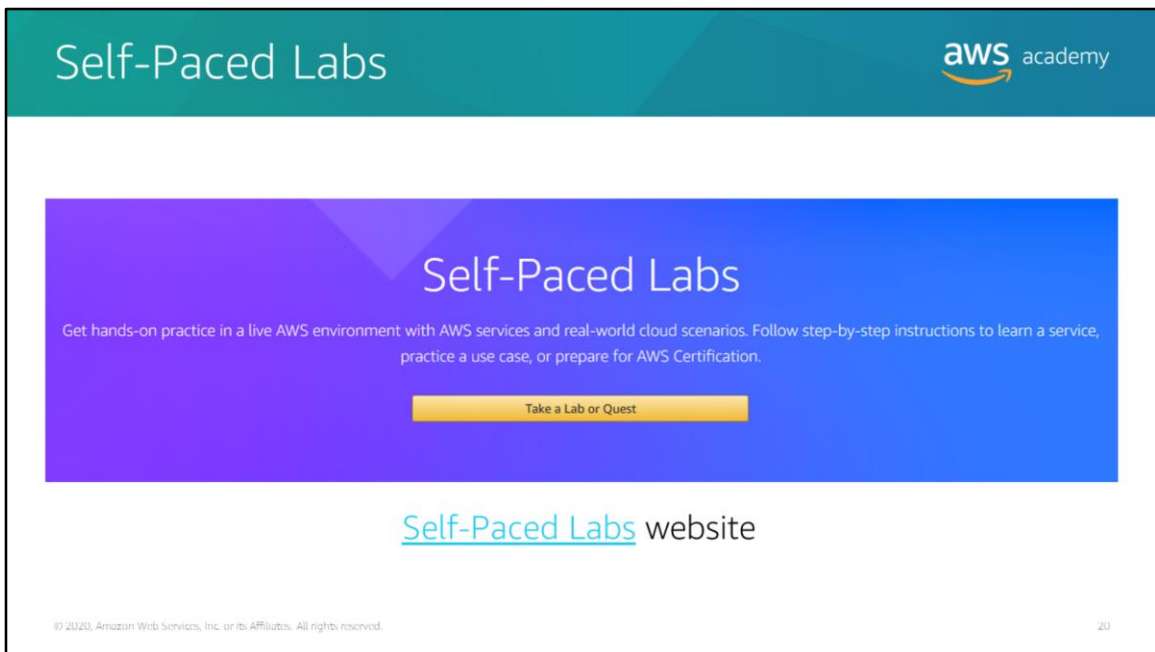 Self-Paced Labs
aws academy
Self-Paced Labs
Get hands-on practice in a live AWS environment with AWS services and real-world cloud scenarios. Follow step-by-step instructions to learn a service,
practice a use case, or prepare for AWS Certification.
Take a Lab or Quest
Self-Paced Labs website
© 2020, Amazon Web Services, Inc. or its Affiliates. All rights reserved.
20